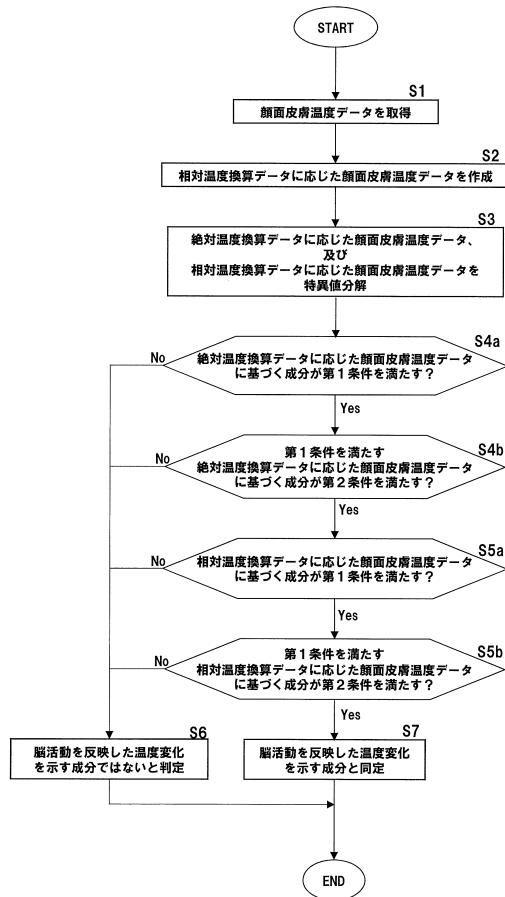 START
S1
顔面皮膚温度データを取得
S2
相対温度換算データに応じた顔面皮膚温度データを作成
S3
絶対温度換算データに応じた顔面皮膚温度データ、
及び
相対温度換算データに応じた顔面皮膚温度データを
特異値分解
S4a
No
絶対温度換算データに応じた顔面皮膚温度データ
に基づく成分が第1条件を満たす?
Yes
S4b
No
第1条件を満たす
絶対温度換算データに応じた顔面皮膚温度データ
に基づく成分が第2条件を満たす?
Yes
S5a
No
相対温度換算データに応じた顔面皮膚温度データ
に基づく成分が第1条件を満たす?
Yes
S5b
No
第1条件を満たす
相対温度換算データに応じた顔面皮膚温度データ
に基づく成分が第2条件を満たす?
Yes
S6
脳活動を反映した温度変化
を示す成分ではないと判定
S7
脳活動を反映した温度変化
を示す成分と同定
END